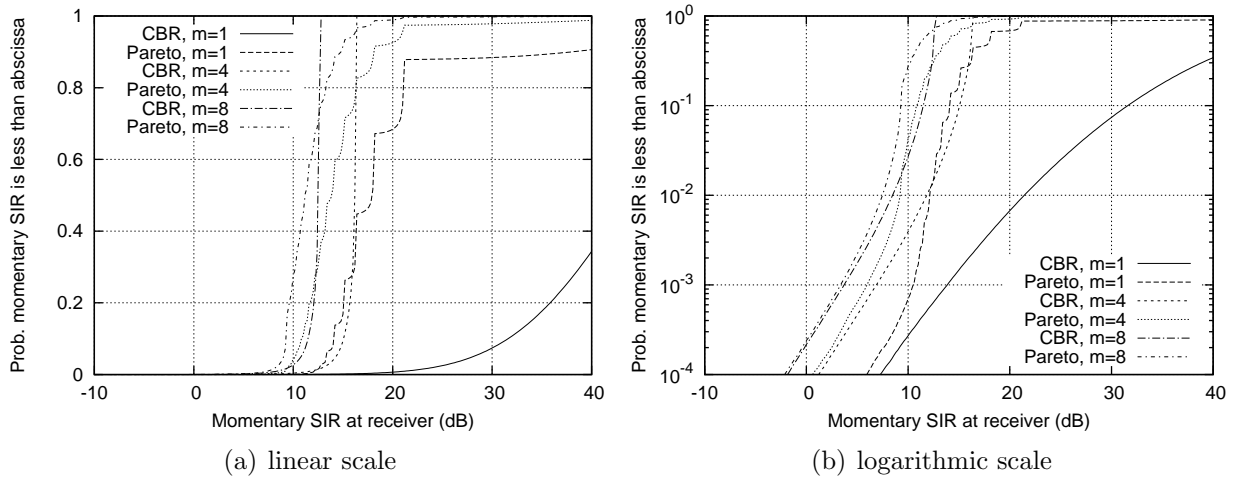 Prob. momentary SIR is less than abscissa
1
0.8
0.6
0.4
0.2
0
CBR, m=1
Pareto, m=1
CBR, m=4
Pareto, m=4
CBR, m=8
Pareto, m=8
-10 0 10 20 30 40
Momentary SIR at receiver (dB)
(a) linear scale
Prob. momentary SIR is less than abscissa
10^0
10^-1
10^-2
10^-3
10^-4
CBR, m=1
Pareto, m=1
CBR, m=4
Pareto, m=4
CBR, m=8
Pareto, m=8
-10 0 10 20 30 40
Momentary SIR at receiver (dB)
(b) logarithmic scale